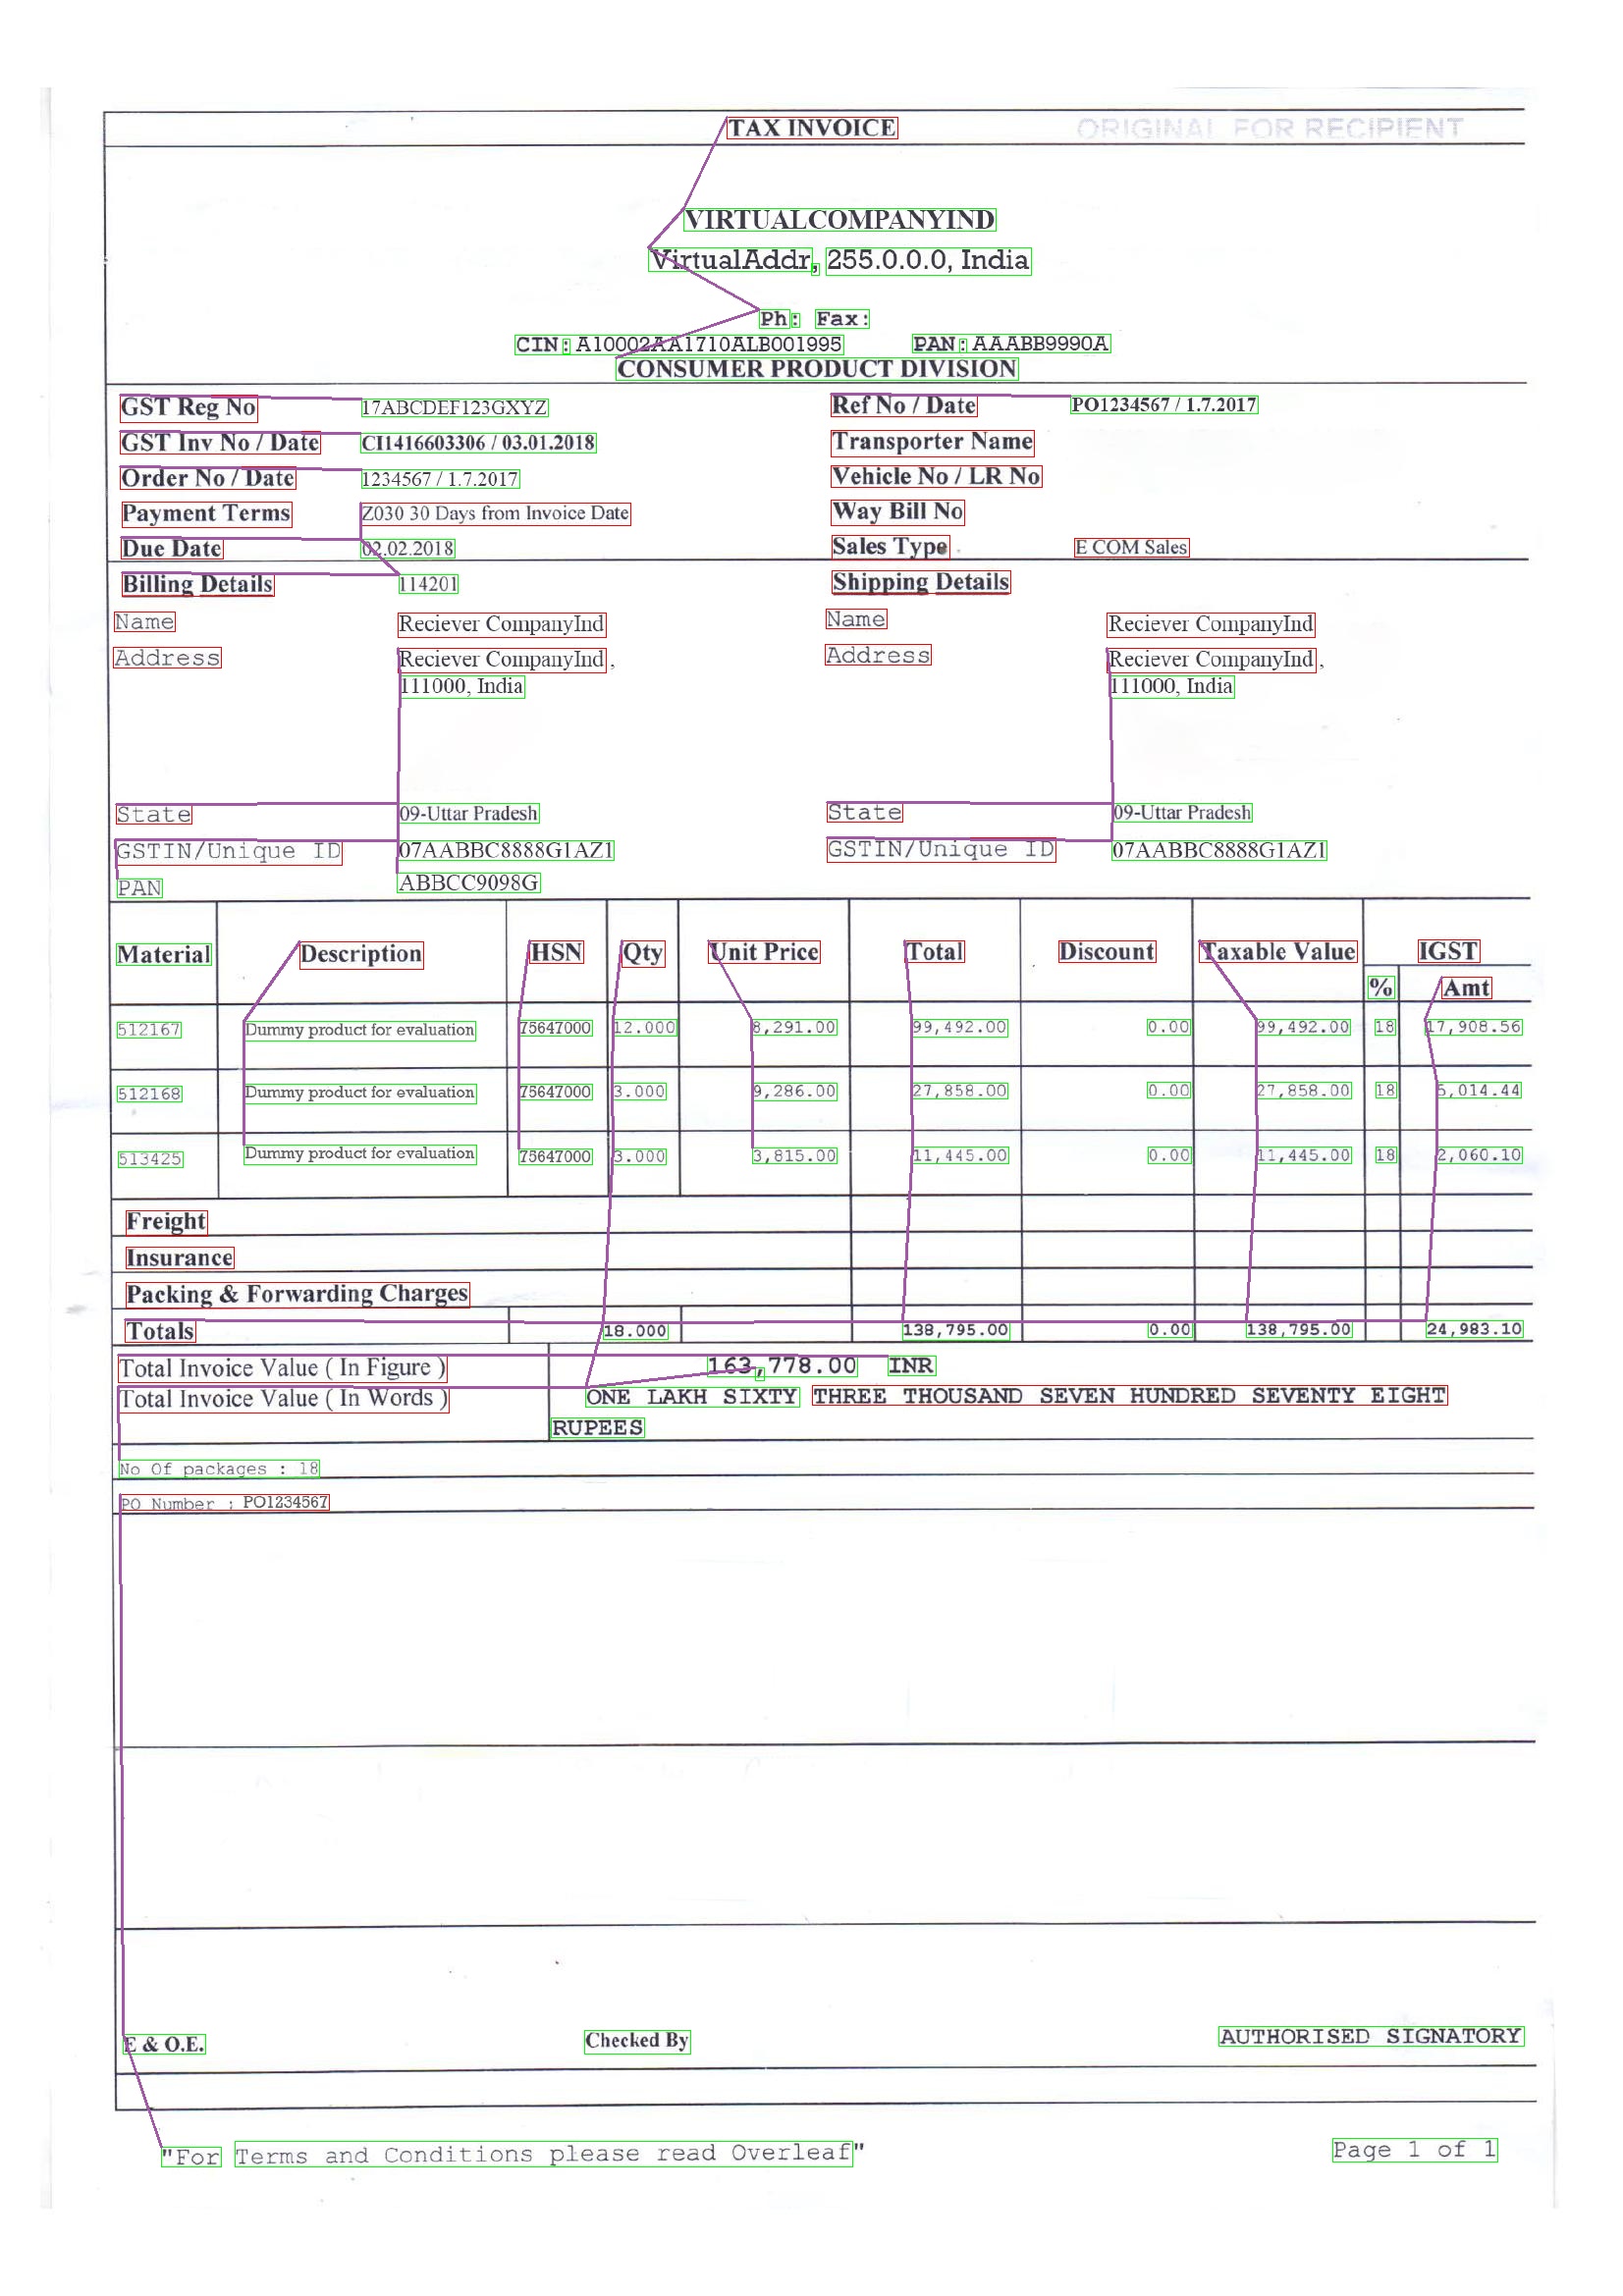 TAX INVOICE ORIGINAL FOR RECIPIENT
VIRTUALCOMPANYIND
VirtualAddr, 255.0.0.0, India
Ph: Fax:
CIN: A10002AA1710ALB001995 PAN: AAABB9990A
CONSUMER PRODUCT DIVISION
GST Reg No 17ABCDEF123GXYZ Ref No / Date PO1234567 / 1.7.2017
GST Inv No / Date CI1416603306 / 03.01.2018 Transporter Name
Order No / Date 1234567 / 1.7.2017 Vehicle No / LR No
Payment Terms Z030 30 Days from Invoice Date Way Bill No
Due Date 02.02.2018 Sales Type E COM Sales
Billing Details 114201 Shipping Details
Name Reciever CompanyInd Name Reciever CompanyInd
Address Reciever CompanyInd , Address Reciever CompanyInd ,
111000, India 111000, India
State 09-Uttar Pradesh State 09-Uttar Pradesh
GSTIN/Unique ID 07AABBC8888G1AZ1 GSTIN/Unique ID 07AABBC8888G1AZ1
PAN ABBCC9098G
Material Description HSN Qty Unit Price Total Discount Taxable Value IGST
% Amt
512167 Dummy product for evaluation 75647000 12.000 8,291.00 99,492.00 0.00 99,492.00 18 17,908.56
512168 Dummy product for evaluation 75647000 3.000 9,286.00 27,858.00 0.00 27,858.00 18 5,014.44
513425 Dummy product for evaluation 75647000 3.000 3,815.00 11,445.00 0.00 11,445.00 18 2,060.10
Freight
Insurance
Packing & Forwarding Charges
Totals 18.000 138,795.00 0.00 138,795.00 24,983.10
Total Invoice Value ( In Figure ) 163,778.00 INR
Total Invoice Value ( In Words ) ONE LAKH SIXTY THREE THOUSAND SEVEN HUNDRED SEVENTY EIGHT
RUPEES
No Of packages : 18
PO Number : PO1234567
E & O.E. Checked By AUTHORISED SIGNATORY
"For Terms and Conditions please read Overleaf" Page 1 of 1